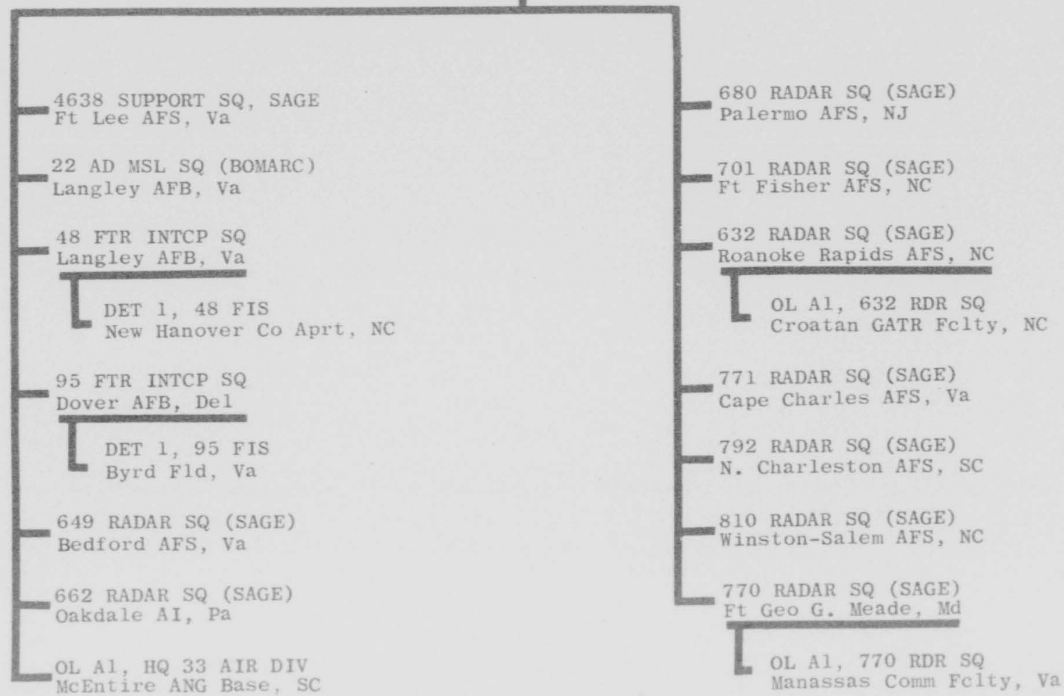 4638 SUPPORT SQ, SAGE
Ft Lee AFS, Va
22 AD MSL SQ (BOMARC)
Langley AFB, Va
48 FTR INTCP SQ
Langley AFB, Va
DET 1, 48 FIS
New Hanover Co Aprt, NC
95 FTR INTCP SQ
Dover AFB, Del
DET 1, 95 FIS
Byrd Fld, Va
649 RADAR SQ (SAGE)
Bedford AFS, Va
662 RADAR SQ (SAGE)
Oakdale AI, Pa
OL A1, HQ 33 AIR DIV
McEntire ANG Base, SC
680 RADAR SQ (SAGE)
Palermo AFS, NJ
701 RADAR SQ (SAGE)
Ft Fisher AFS, NC
632 RADAR SQ (SAGE)
Roanoke Rapids AFS, NC
OL A1, 632 RDR SQ
Croatan GATR Fclty, NC
771 RADAR SQ (SAGE)
Cape Charles AFS, Va
792 RADAR SQ (SAGE)
N. Charleston AFS, SC
810 RADAR SQ (SAGE)
Winston-Salem AFS, NC
770 RADAR SQ (SAGE)
Ft Geo G. Meade, Md
OL A1, 770 RDR SQ
Manassas Comm Fclty, Va